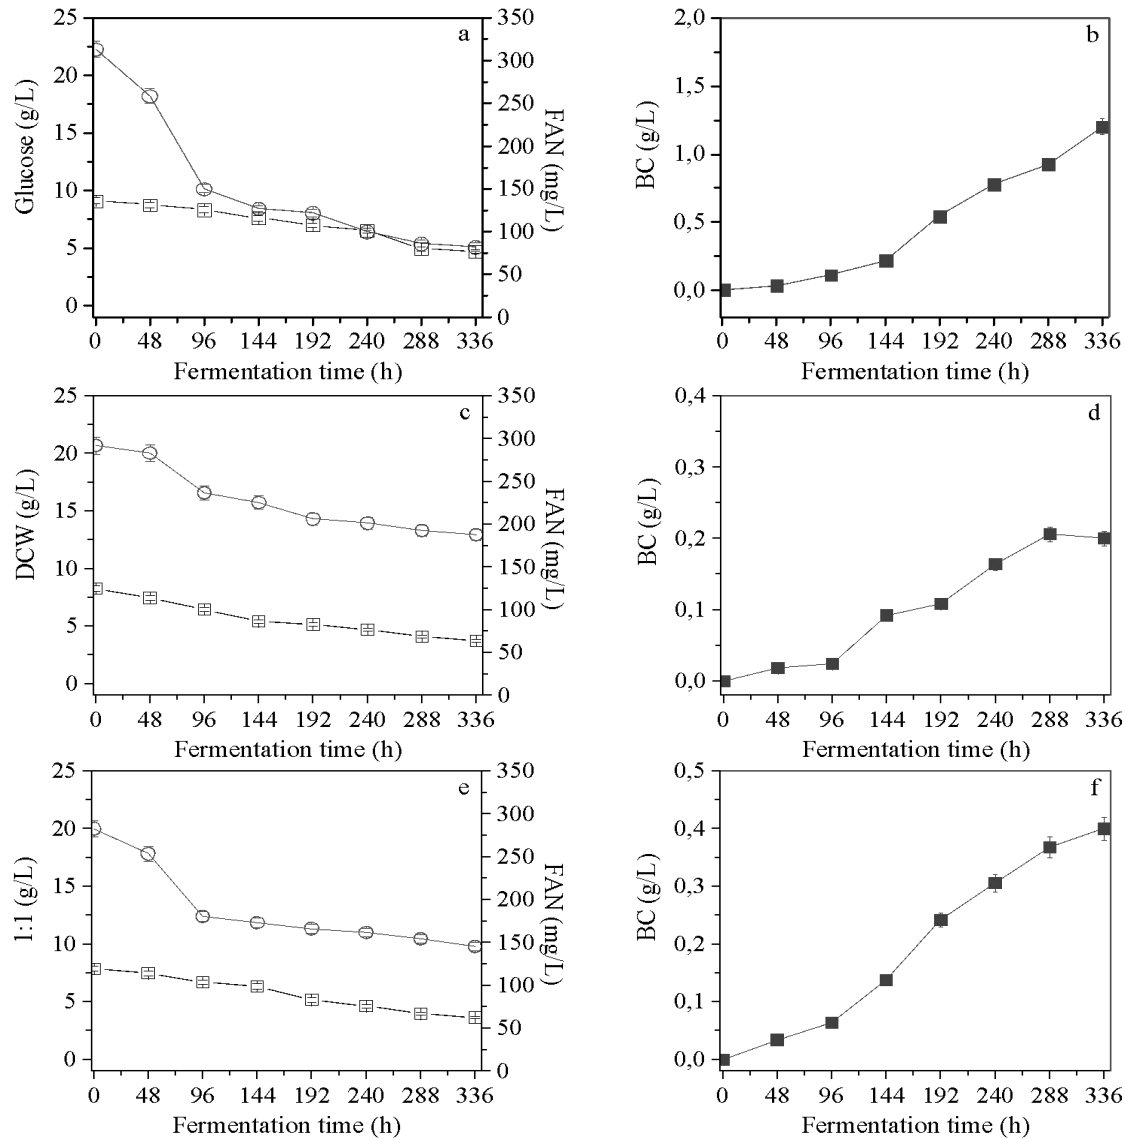 a
25
20
15
10
5
0
Glucose (g/L)
350
300
250
200
150
100
50
0
FAN (mg/L)
0 48 96 144 192 240 288 336
Fermentation time (h)
b
2,0
1,5
1,0
0,5
0,0
BC (g/L)
0 48 96 144 192 240 288 336
Fermentation time (h)
c
25
20
15
10
5
0
DCW (g/L)
350
300
250
200
150
100
50
0
FAN (mg/L)
0 48 96 144 192 240 288 336
Fermentation time (h)
d
0,4
0,3
0,2
0,1
0,0
BC (g/L)
0 48 96 144 192 240 288 336
Fermentation time (h)
e
25
20
15
10
5
0
1:1 (g/L)
350
300
250
200
150
100
50
0
FAN (mg/L)
0 48 96 144 192 240 288 336
Fermentation time (h)
f
0,5
0,4
0,3
0,2
0,1
0,0
BC (g/L)
0 48 96 144 192 240 288 336
Fermentation time (h)